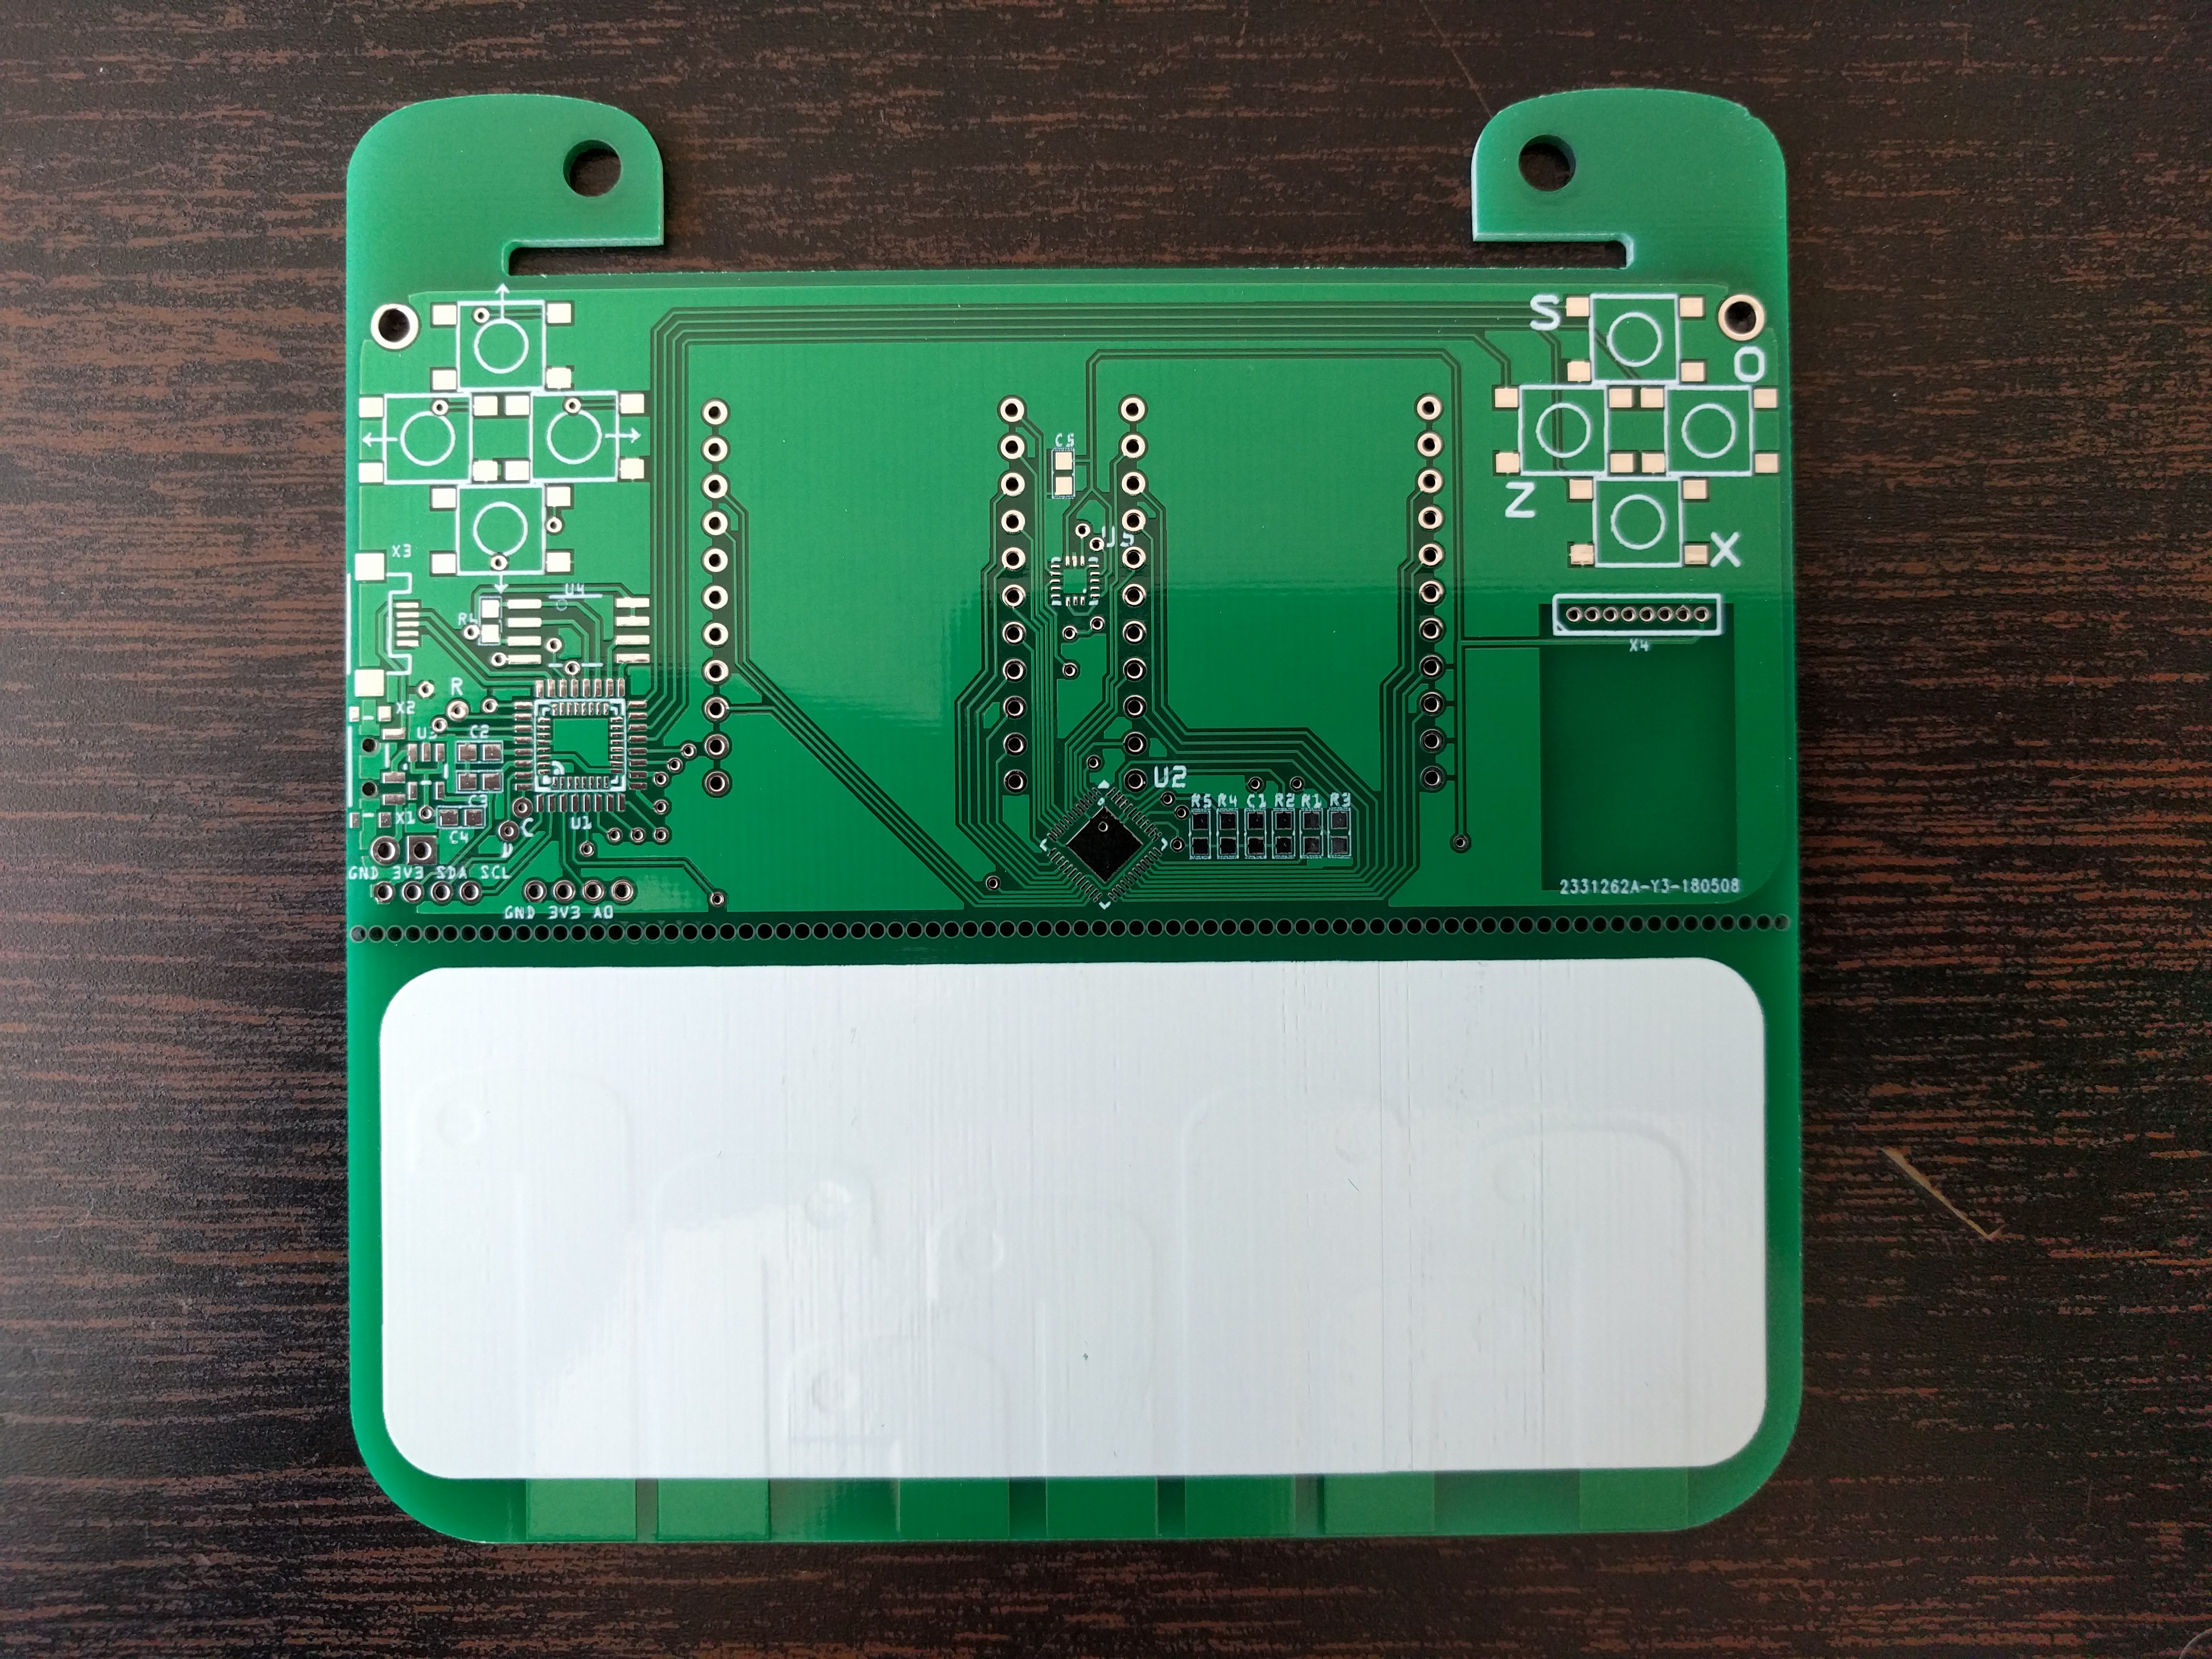 S
O
Z
X
C5
U5
X3
U4
X4
R
X2
U3
C2
C3
U2
R5 R4 C1 R2 R1 R3
X1
C4
C
U1
GND 3V3 SDA SCL
GND 3V3 A0
2331262A-Y3-180508